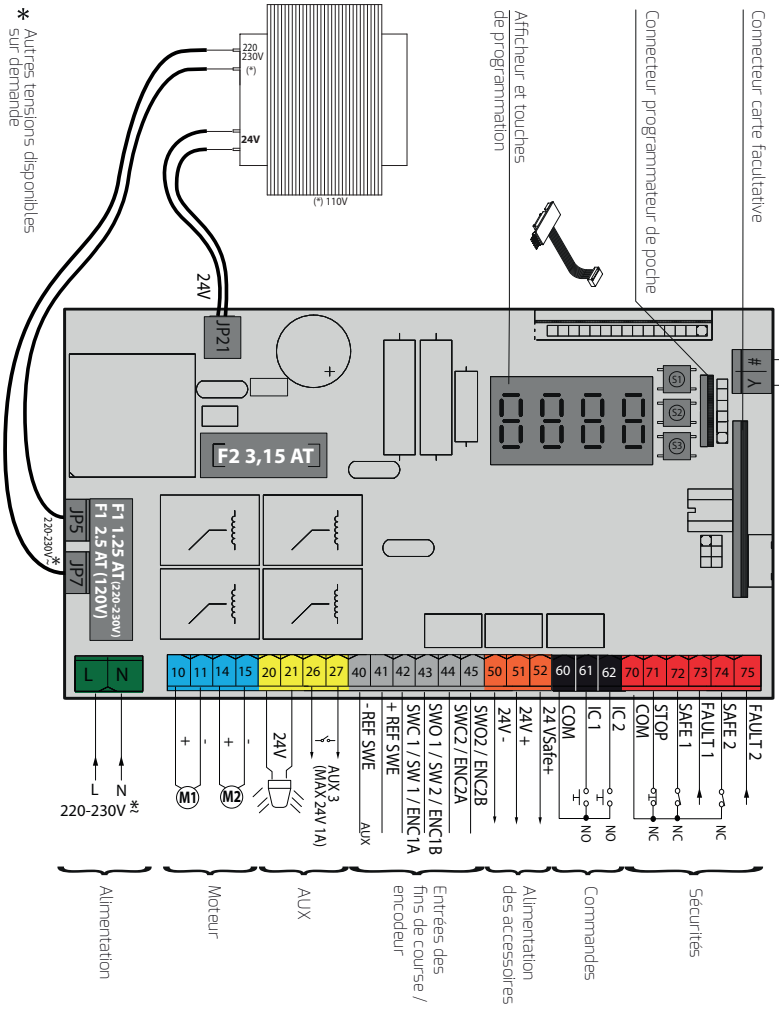 Connecteur carte facultative
Connecteur programmateur de poche
Afficheur et touches
de programmation
* Autres tensions disponibles
sur demande
220
230V
(*)
24V
(*) 110V
24V
JP21
+
# Y
S1
S2
S3
8888
F2 3,15 AT
JP5
JP7
220-230V~*
F1 1.25 AT (220-230V)
F1 2.5 AT (120V)
L N
10 11 14 15
20 21 26 27
40 41 42 43 44 45
50 51 52
60 61 62
70 71 72 73 74 75
L
N
220-230V ~*
+
-
M1
+
-
M2
24V
AUX 3
(MAX 24V 1A)
AUX
- REF SWE
+ REF SWE
SWC 1 / SW 1 / ENC1A
SWO 1 / SW 2 / ENC1B
SWC2 / ENC2A
SWO2 / ENC2B
24V -
24V +
24 VSafe+
COM
IC 1
IC 2
NO
NO
COM
STOP
SAFE 1
FAULT 1
SAFE 2
FAULT 2
NC
NC
NC
Alimentation
Moteur
AUX
Entrées des
fins de course /
encodeur
Alimentation
des accessoires
Commandes
Sécurités